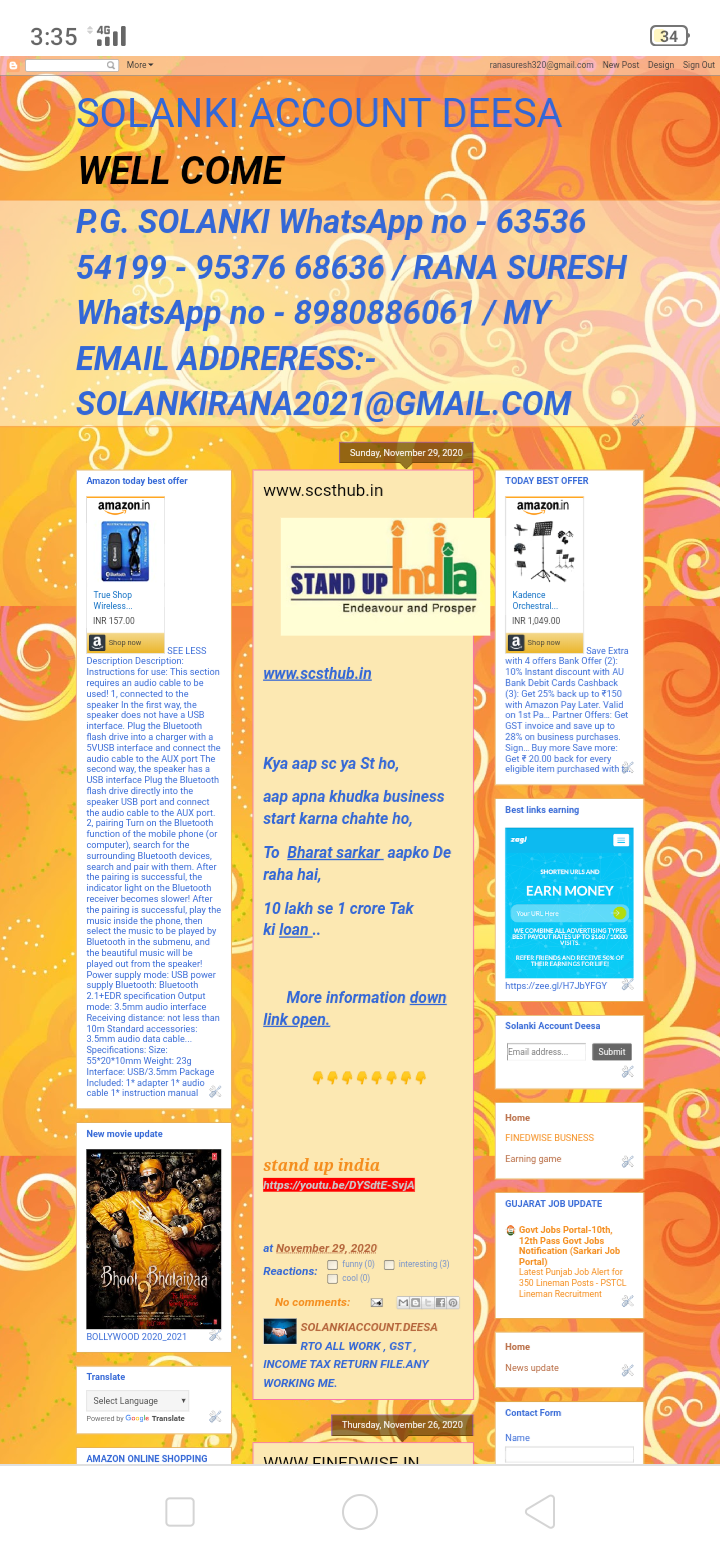 3:35 4G 34
More ranasuresh320@gmail.com New Post Design Sign Out
SOLANKI ACCOUNT DEESA
WELL COME
P.G. SOLANKI WhatsApp no - 63536
54199 - 95376 68636 / RANA SURESH
WhatsApp no - 8980886061 / MY
EMAIL ADDRERESS:-
SOLANKIRANA2021@GMAIL.COM
Amazon today best offer
amazon.in
True Shop
Wireless...
INR 157.00
Shop now
SEE LESS
Description Description:
Instructions for use: This section
requires an audio cable to be
used! 1, connected to the
speaker In the first way, the
speaker does not have a USB
interface. Plug the Bluetooth
flash drive into a charger with a
5VUSB interface and connect the
audio cable to the AUX port The
second way, the speaker has a
USB interface Plug the Bluetooth
flash drive directly into the
speaker USB port and connect
the audio cable to the AUX port.
2, pairing Turn on the Bluetooth
function of the mobile phone (or
computer), search for the
surrounding Bluetooth devices,
search and pair with them. After
the pairing is successful, the
indicator light on the Bluetooth
receiver becomes slower! After
the pairing is successful, play the
music inside the phone, then
select the music to be played by
Bluetooth in the submenu, and
the beautiful music will be
played out from the speaker!
Power supply mode: USB power
supply Bluetooth: Bluetooth
2.1+EDR specification Output
mode: 3.5mm audio interface
Receiving distance: not less than
10m Standard accessories:
3.5mm audio data cable...
Specifications: Size:
55*20*10mm Weight: 23g
Interface: USB/3.5mm Package
Included: 1* adapter 1* audio
cable 1* instruction manual
New movie update
Bhool Bhulaiyaa
2
BOLLYWOOD 2020_2021
Translate
Select Language
Powered by Google Translate
AMAZON ONLINE SHOPPING
Sunday, November 29, 2020
www.scsthub.in
STAND UP india
Endeavour and Prosper
www.scsthub.in
Kya aap sc ya St ho,
aap apna khudka business
start karna chahte ho,
To Bharat sarkar aapko De
raha hai,
10 lakh se 1 crore Tak
ki loan ..
More information down
link open.
👇👇👇👇👇👇👇👇
stand up india
https://youtu.be/DYSdtE-SvjA
at November 29, 2020
Reactions: funny (0) interesting (3)
cool (0)
No comments:
SOLANKIACCOUNT.DEESA
RTO ALL WORK , GST ,
INCOME TAX RETURN FILE.ANY
WORKING ME.
Thursday, November 26, 2020
WWW.FINEDWISE.IN
TODAY BEST OFFER
amazon.in
Kadence
Orchestral...
INR 1,049.00
Shop now
Save Extra
with 4 offers Bank Offer (2):
10% Instant discount with AU
Bank Debit Cards Cashback
(3): Get 25% back up to ₹150
with Amazon Pay Later. Valid
on 1st Pa... Partner Offers: Get
GST invoice and save up to
28% on business purchases.
Sign... Buy more Save more:
Get ₹ 20.00 back for every
eligible item purchased with
Best links earning
zegl
SHORTEN URLS AND
EARN MONEY
Your URL Here
WE COMBINE ALL ADVERTISING TYPES
BEST PAYOUT RATES UP TO $160 / 10000
VISITS.
REFER FRIENDS AND RECEIVE 50% OF
THEIR EARNINGS FOR LIFE!
https://zee.gl/H7JbYFGY
Solanki Account Deesa
Email address... Submit
Home
FINEDWISE BUSNESS
Earning game
GUJARAT JOB UPDATE
Govt Jobs Portal-10th,
12th Pass Govt Jobs
Notification (Sarkari Job
Portal)
Latest Punjab Job Alert for
350 Lineman Posts - PSTCL
Lineman Recruitment
Home
News update
Contact Form
Name